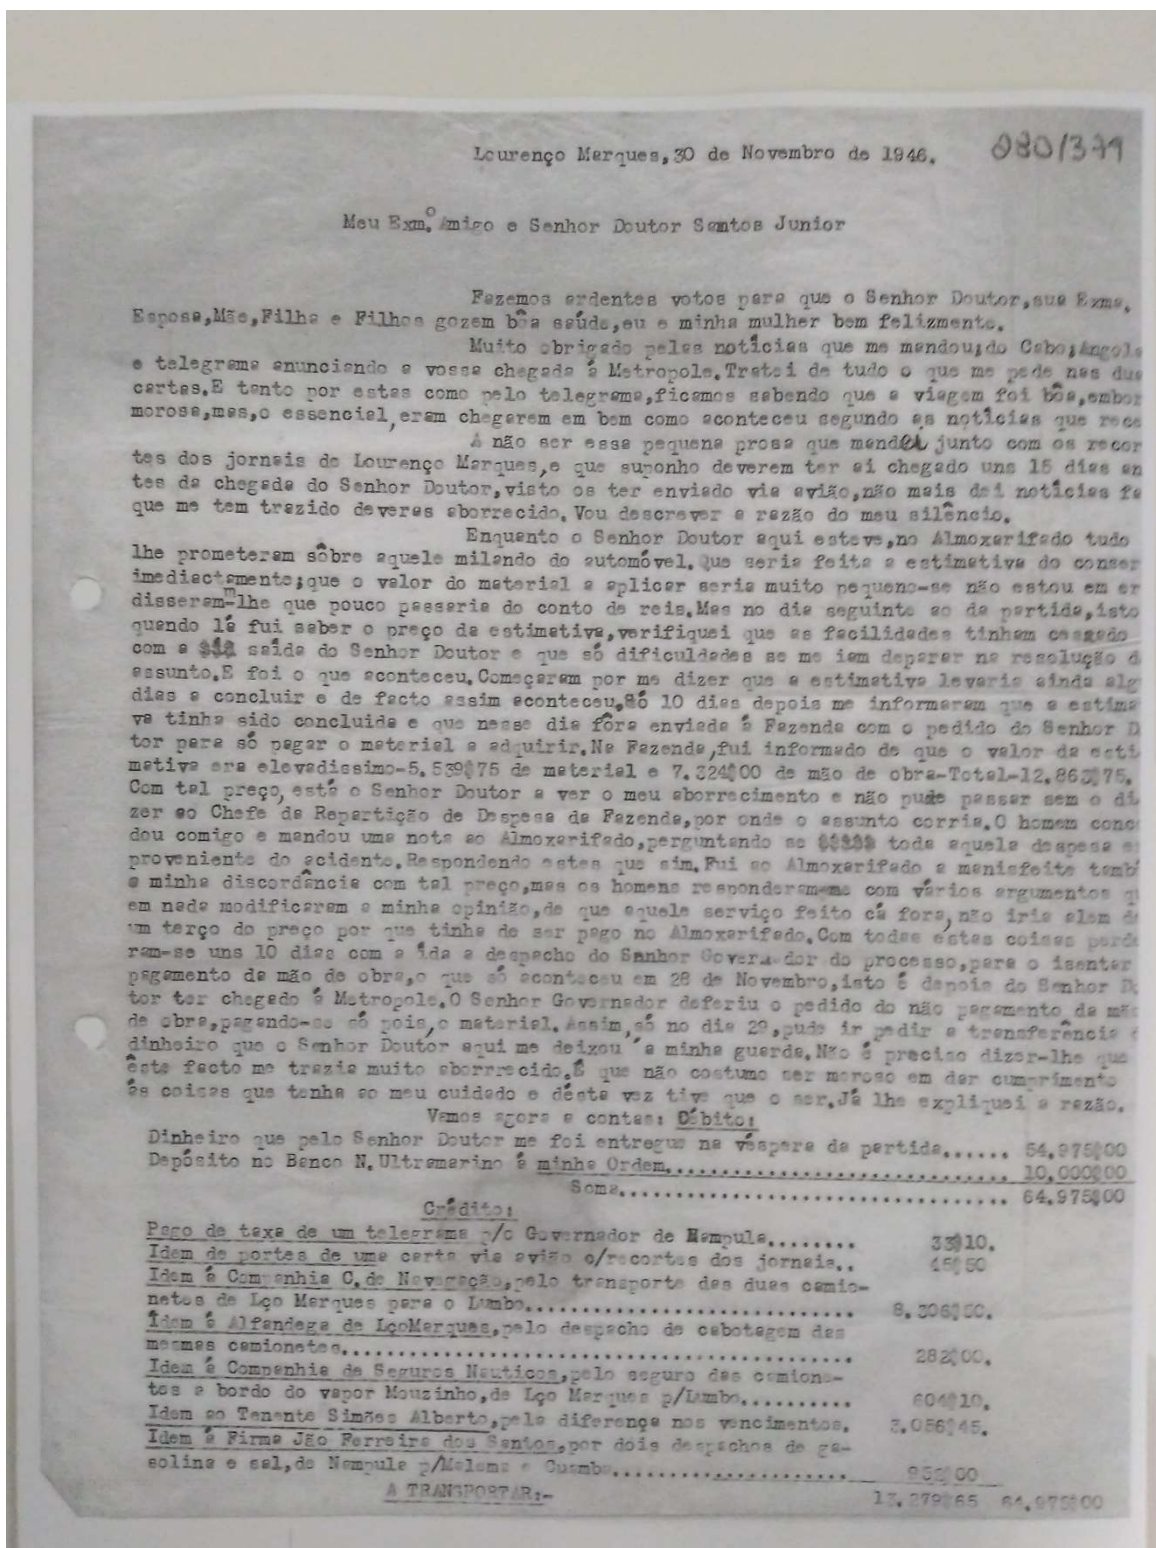 Lourenço Marques,30 de Novembro de 1946.
080/379
Meu Exm.º Amigo e Senhor Doutor Santos Junior
Fazemos ardentes votos para que o Senhor Doutor,sua Exma.
Esposa,Mãe,Filha e Filhos gozem bôa saúde,eu e minha mulher bem felizmente.
Muito obrigado pelas notícias que me mandou;do Cabo;Angola
e telegrama anunciando a vossa chegada á Metropole.Tratei de tudo o que me pede nas dua
cartas.E tanto por estas como pelo telegrama,ficamos sabendo que a viagem foi bôa,embor
morosa,mas,o essencial,eram chegarem em bem como aconteceu segundo as notícias que rece
A não ser essa pequena prosa que mandei junto com os recor
tes dos jornais de Lourenço Marques,e que suponho deverem ter ai chegado uns 15 dias an
tes da chegada do Senhor Doutor,visto os ter enviado via avião,não mais dei notícias fa
que me tem trazido deveras aborrecido.Vou descrever a razão do meu silêncio.
Enquanto o Senhor Doutor aqui esteve,no Almoxarifado tudo
lhe prometeram sôbre aquele milando do automóvel.Que seria feita a estimativa do conser
imediactamente;que o valor do material a aplicar seria muito pequeno-se não estou em er
disseram-lhe que pouco passaria do conto de reis.Mas no dia seguinte ao da partida,isto
quando lá fui saber o preço da estimativa,verifiquei que as facilidades tinham cessado
com a $$$ saida do Senhor Doutor e que só dificuldades se me iam deparar na resolução d
assunto.E foi o que aconteceu.Começaram por me dizer que a estimativa levaria ainda alg
dias a concluir e de facto assim aconteceu.Só 10 dias depois me informaram que a estima
va tinha sido concluida e que nesse dia fôra enviada á Fazenda com o pedido do Senhor D
tor para só pagar o material a adquirir.Na Fazenda,fui informado de que o valor da esti
mativa era elevadissimo-5.539$75 de material e 7.324$00 de mão de obra-Total-12.863$75.
Com tal preço,está o Senhor Doutor a ver o meu aborrecimento e não pude passar sem o di
zer ao Chefe da Repartição de Despesa da Fazenda,por onde o assunto corria.O homem conc
dou comigo e mandou uma nota ao Almoxarifado,perguntando se $$$$$ toda aquela despesa e
proveniente do acidente.Respondendo estes que sim.Fui ao Almoxarifado a manisfeite tamb
a minha discordância com tal preço,mas os homens responderam-me com vários argumentos qu
em nada modificaram a minha opinião,de que aquele serviço feito cá fora,não iria alem d
um terço do preço por que tinha de ser pago no Almoxarifado.Com todas estas coisas perde
ram-se uns 10 dias com a ida a despacho do Sanhor Governador do processo,para o isentar
pagamento da mão de obra,o que só aconteceu em 28 de Novembro,isto é depois do Senhor Do
tor ter chegado á Metropole.O Senhor Governador deferiu o pedido do não pagamento da mão
de obra,pagando-se só pois,o material.Assim,só no dia 29,pude ir pedir a transferência d
dinheiro que o Senhor Doutor aqui me deixou ´a minha guarda.Não é preciso dizer-lhe que
êste facto me trazia muito aborrrecido.É que não costumo ser moroso em dar cumprimento
ás coisas que tenha ao meu cuidado e désta vez tive que o ser.Já lhe expliquei a razão.
Vamos agora a contas: Débito:
Dinheiro que pelo Senhor Doutor me foi entregue na véspera da partida...... 54.975$00
Depósito no Banco N.Ultramarino á minha Ordem.............................. 10.000$00
Soma.................................. 64.975$00
Crédito:
Pago de taxa de um telegrama p/o Governador de Nampula........ 33$10.
Idem de portes de uma carta via avião c/recortes dos jornais.. 45$50
Idem á Companhia C.de Navegação,pelo transporte das duas camio-
netes de Lço Marques para o Lumbo............................ 8.306$50.
Ídem á Alfandega de LçoMarques,pelo despacho de cabotagem das
mesmas camionetes............................................ 282$00.
Idem á Companhia de Seguros Nauticos,pelo seguro das camione-
tes a bordo do vapor Mouzinho,de Lço Marques p/Lumbo.......... 604$10.
Idem ao Tenente Simões Alberto,pela diferença nos vencimentos. 3.056$45.
Idem á Firma Jão Ferreira dos Santos,por dois despachos de ga-
solina e sal,de Nampula p/Malema e Cuamba..................... 952$00
A TRANSPORTAR:- 13.279$65 64.975$00